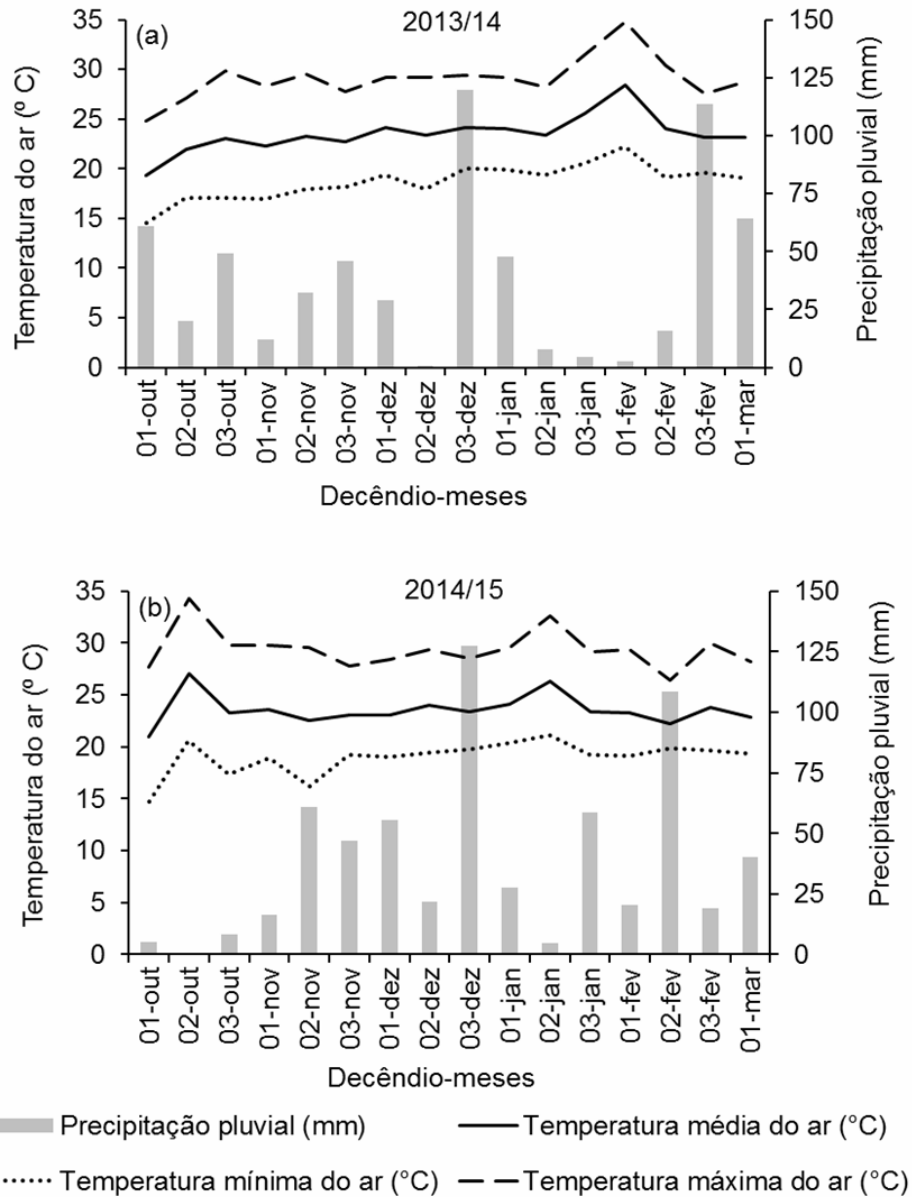 2013/14
(a)
Temperatura do ar (º C)
35
30
25
20
15
10
5
0
150
125
100
75
50
25
0
Precipitação pluvial (mm)
01-out
02-out
03-out
01-nov
02-nov
03-nov
01-dez
02-dez
03-dez
01-jan
02-jan
03-jan
01-fev
02-fev
03-fev
01-mar
Decêndio-meses
2014/15
(b)
Temperatura do ar (º C)
35
30
25
20
15
10
5
0
150
125
100
75
50
25
0
Precipitação pluvial (mm)
01-out
02-out
03-out
01-nov
02-nov
03-nov
01-dez
02-dez
03-dez
01-jan
02-jan
03-jan
01-fev
02-fev
03-fev
01-mar
Decêndio-meses
Precipitação pluvial (mm)
Temperatura média do ar (°C)
Temperatura mínima do ar (°C)
Temperatura máxima do ar (°C)